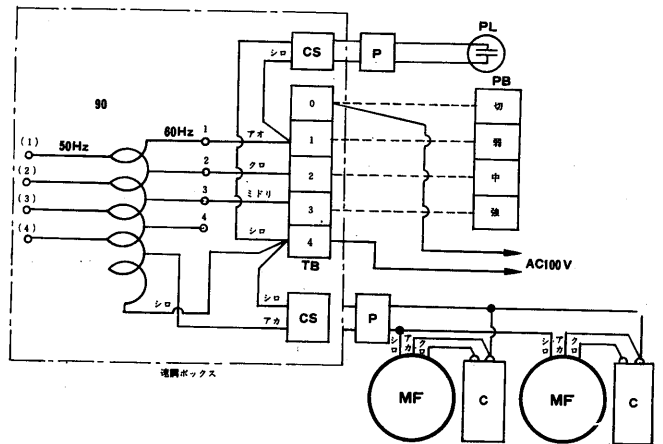 PL
シロ
CS
P
PB
90
0
切
(1)
50Hz
60Hz
1
アオ
1
弱
(2)
2
クロ
2
中
(3)
3
ミドリ
3
強
(4)
4
シロ
4
TB
AC100V
シロ
シロ
アカ
CS
P
速調ボックス
シロ
アカ
クロ
MF
C
シロ
アカ
クロ
MF
C